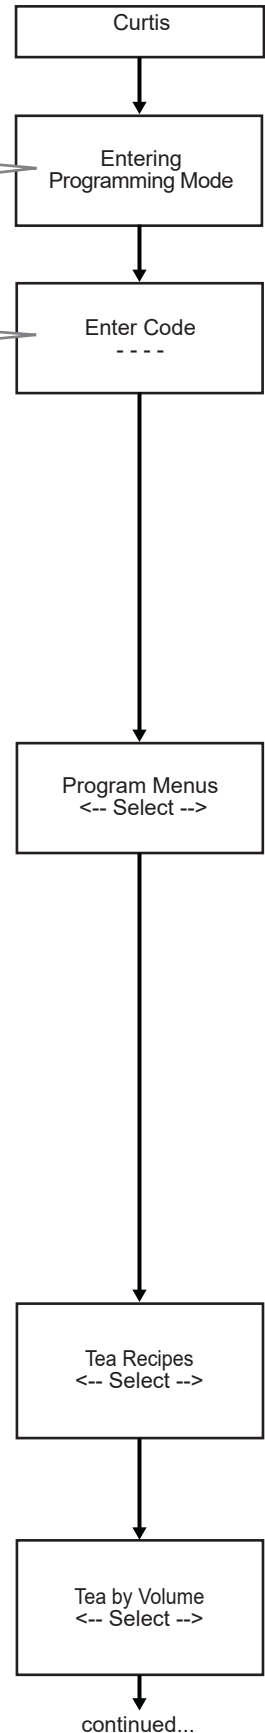 Curtis
Entering
Programming Mode
Enter Code
- - - -
Program Menus
<-- Select -->
Tea Recipes
<-- Select -->
Tea by Volume
<-- Select -->
continued...